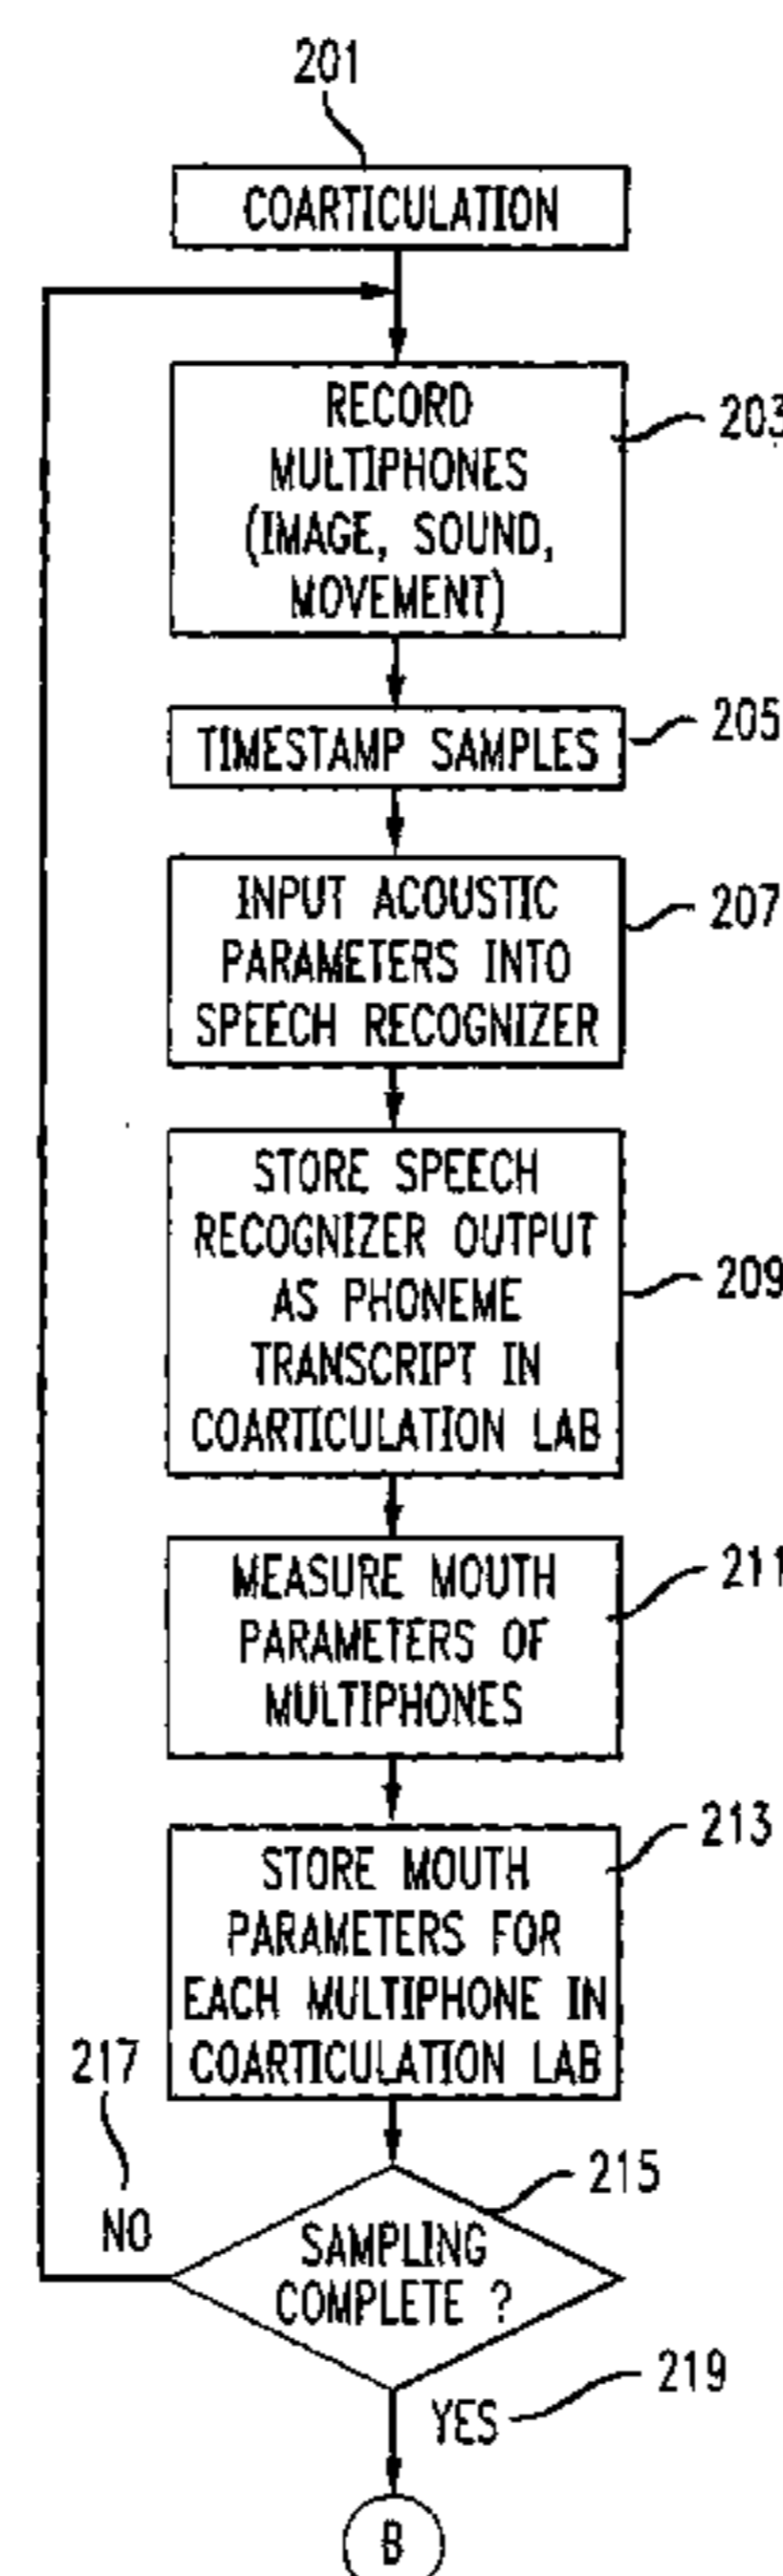 201
COARTICULATION
RECORD
MULTIPHONES
(IMAGE, SOUND,
MOVEMENT)
203
TIMESTAMP SAMPLES
205
INPUT ACOUSTIC
PARAMETERS INTO
SPEECH RECOGNIZER
207
STORE SPEECH
RECOGNIZER OUTPUT
AS PHONEME
TRANSCRIPT IN
COARTICULATION LAB
209
MEASURE MOUTH
PARAMETERS OF
MULTIPHONES
211
STORE MOUTH
PARAMETERS FOR
EACH MULTIPHONE IN
COARTICULATION LAB
213
217
NO
215
SAMPLING
COMPLETE ?
219
YES
B